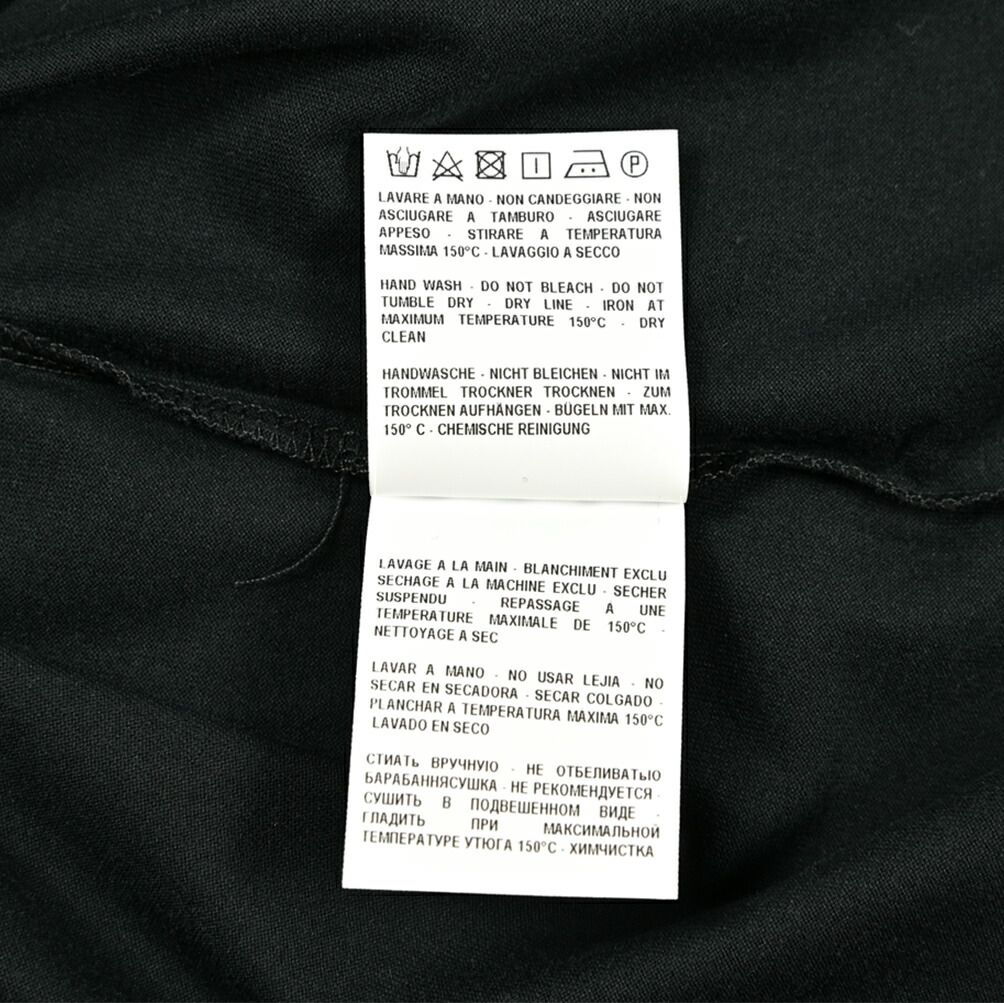 P
LAVARE A MANO - NON CANDEGGIARE - NON
ASCIUGARE A TAMBURO - ASCIUGARE
APPESO - STIRARE A TEMPERATURA
MASSIMA 150°C - LAVAGGIO A SECCO
HAND WASH - DO NOT BLEACH - DO NOT
TUMBLE DRY - DRY LINE - IRON AT
MAXIMUM TEMPERATURE 150°C - DRY
CLEAN
HANDWASCHE - NICHT BLEICHEN - NICHT IM
TROMMEL TROCKNER TROCKNEN - ZUM
TROCKNEN AUFHÄNGEN - BÜGELN MIT MAX.
150° C - CHEMISCHE REINIGUNG
LAVAGE A LA MAIN - BLANCHIMENT EXCLU
SECHAGE A LA MACHINE EXCLU - SECHER
SUSPENDU - REPASSAGE A UNE
TEMPERATURE MAXIMALE DE 150°C -
NETTOYAGE A SEC
LAVAR A MANO - NO USAR LEJIA - NO
SECAR EN SECADORA - SECAR COLGADO -
PLANCHAR A TEMPERATURA MAXIMA 150°C
LAVADO EN SECO
СТИАТЬ ВРУЧНУЮ - НЕ ОТБЕЛИВАТЬЮ
БАРАБАННЯСУШКА - НЕ РЕКОМЕНДУЕТСЯ -
СУШИТЬ В ПОДВЕШЕННОМ ВИДЕ -
ГЛАДИТЬ ПРИ МАКСИМАЛЬНОЙ
ТЕМПЕРАТУРЕ УТЮГА 150°C - ХИМЧИСТКА